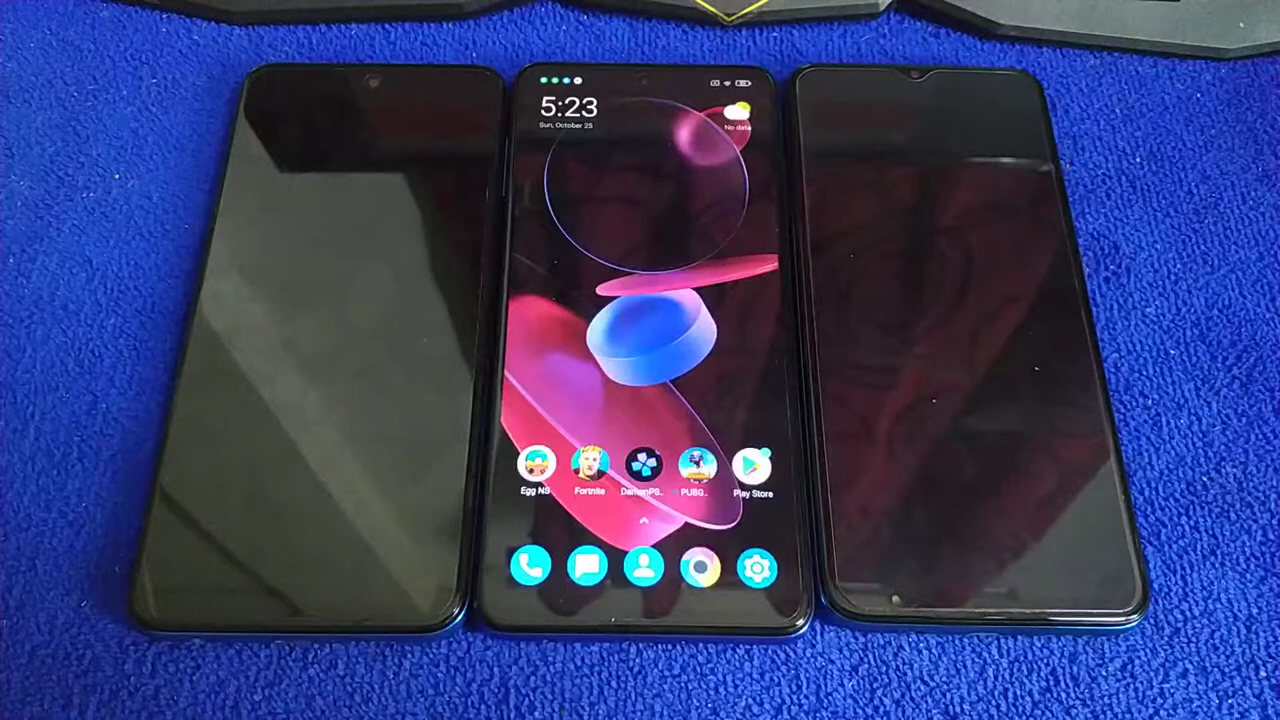 5:23
Sun, October 25
No data
Egg NS
Fortnite
DamonPS..
PUBG..
Play Store